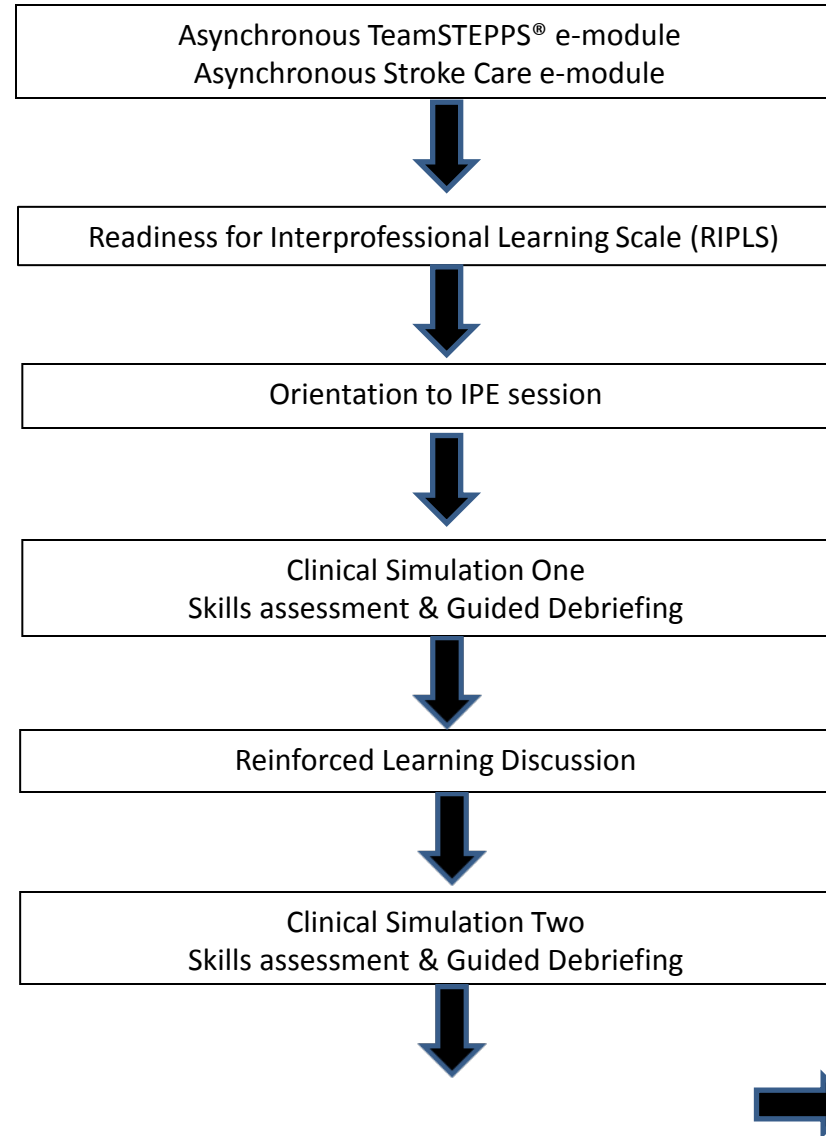 Asynchronous TeamSTEPPS® e-module
Asynchronous Stroke Care e-module
Readiness for Interprofessional Learning Scale (RIPLS)
Orientation to IPE session
Clinical Simulation One
Skills assessment & Guided Debriefing
Reinforced Learning Discussion
Clinical Simulation Two
Skills assessment & Guided Debriefing